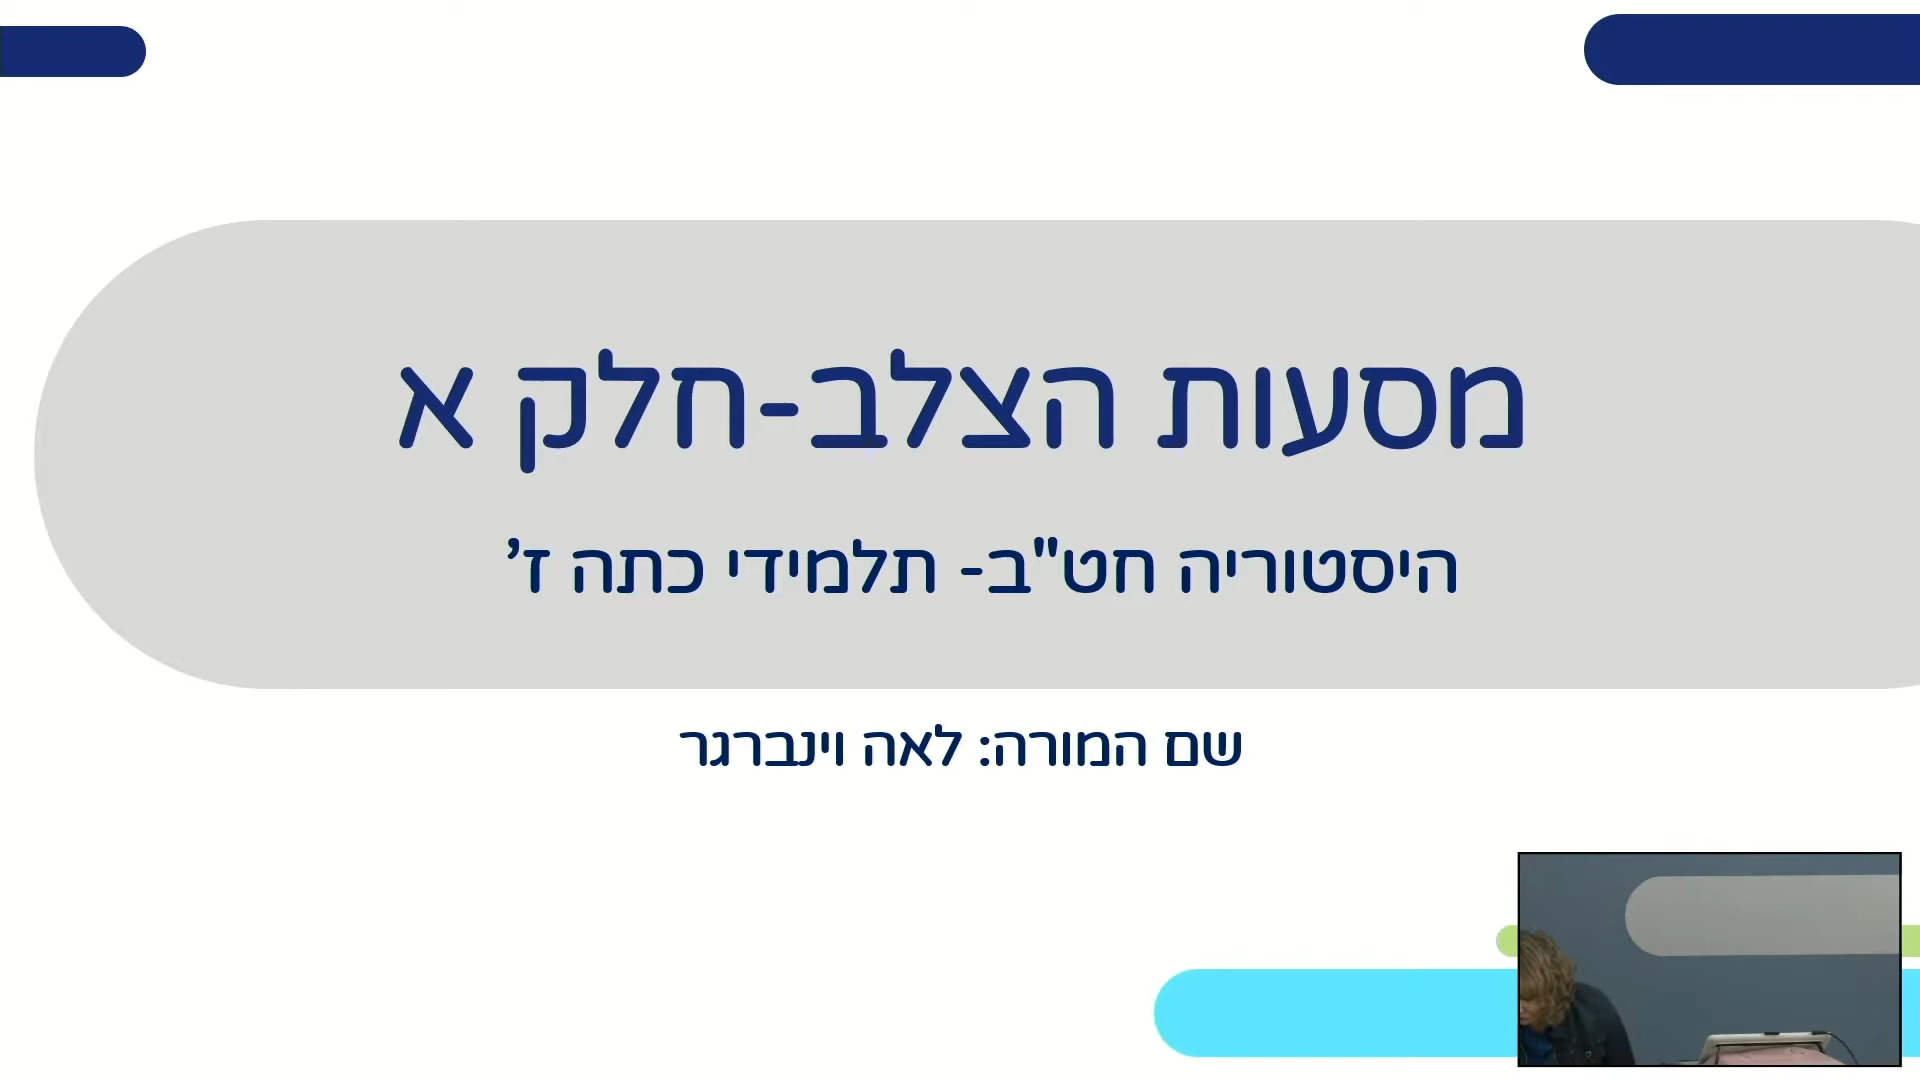 מסעות הצלב-חלק א
היסטוריה חט"ב- תלמידי כתה ז'
שם המורה: לאה וינברגר